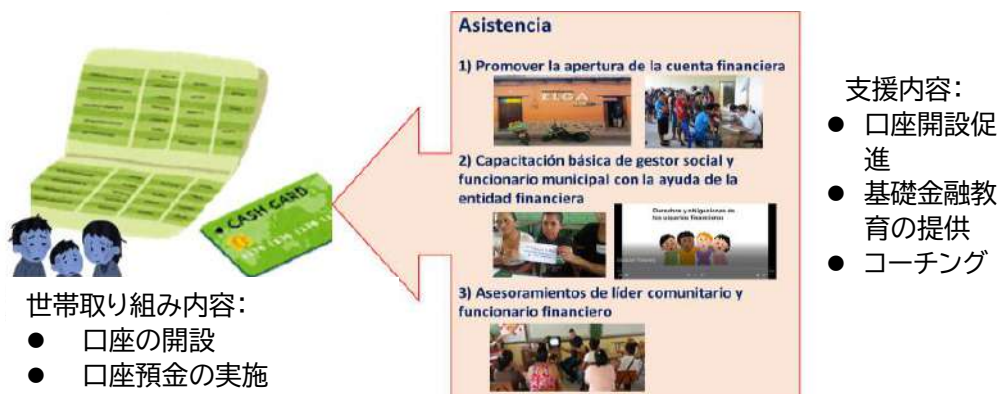 Asistencia
1) Promover la apertura de la cuenta financiera
2) Capacitación básica de gestor social y
funcionario municipal con la ayuda de la
entidad financiera
Derechos y obligaciones de
los usuarios financieros
3) Asesoramientos de líder comunitario y
funcionario financiero
CASH CARD
世帯取り組み内容:
● 口座の開設
● 口座預金の実施
支援内容:
● 口座開設促
進
● 基礎金融教
育の提供
● コーチング